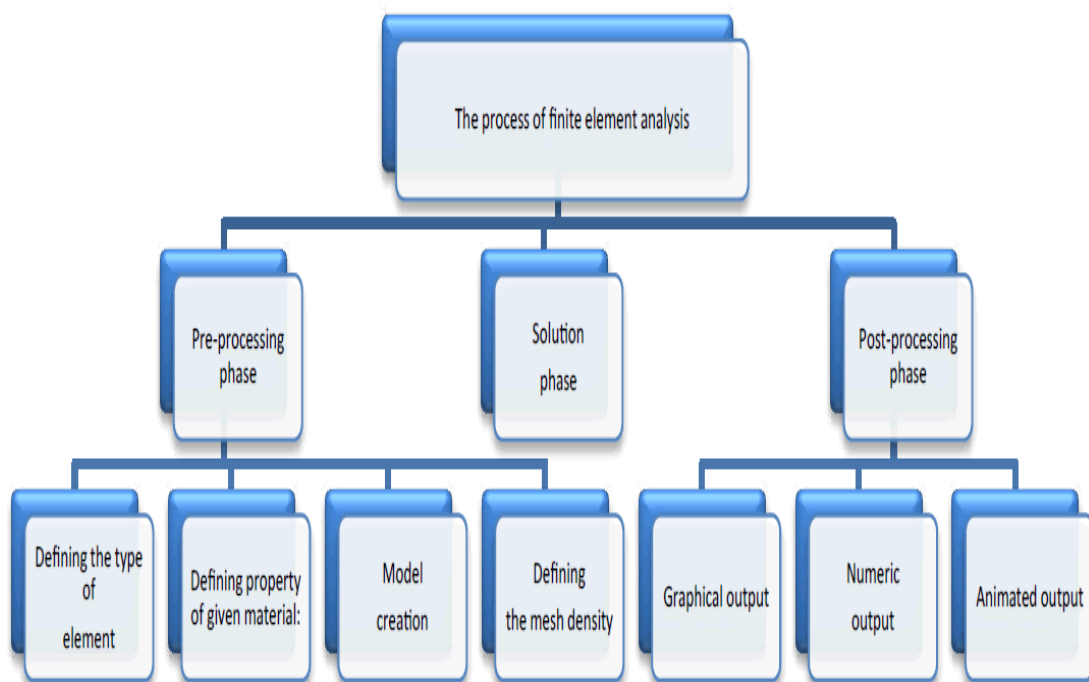 The process of finite element analysis
Pre-processing
phase
Solution
phase
Post-processing
phase
Defining the type
of
element
Defining property
of given material:
Model
creation
Defining
the mesh density
Graphical output
Numeric
output
Animated output